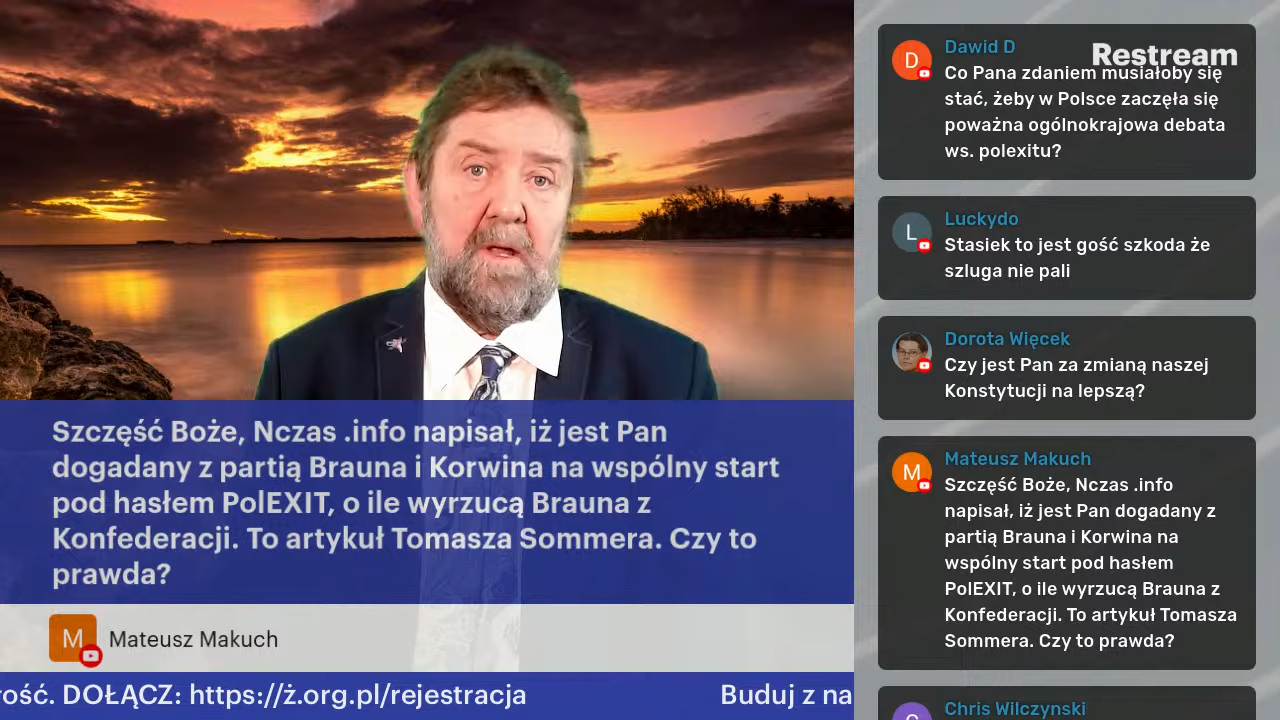 Szczęść Boże, Nczas .info napisał, iż jest Pan
dogadany z partią Brauna i Korwina na wspólny start
pod hasłem PolEXIT, o ile wyrzucą Brauna z
Konfederacji. To artykuł Tomasza Sommera. Czy to
prawda?
M
Mateusz Makuch
ość. DOŁĄCZ: https://ż.org.pl/rejestracja
Buduj z na
Restream
D
Dawid D
Co Pana zdaniem musiałoby się
stać, żeby w Polsce zaczęła się
poważna ogólnokrajowa debata
ws. polexitu?
L
Luckydo
Stasiek to jest gość szkoda że
szluga nie pali
Dorota Więcek
Czy jest Pan za zmianą naszej
Konstytucji na lepszą?
M
Mateusz Makuch
Szczęść Boże, Nczas .info
napisał, iż jest Pan dogadany z
partią Brauna i Korwina na
wspólny start pod hasłem
PolEXIT, o ile wyrzucą Brauna z
Konfederacji. To artykuł Tomasza
Sommera. Czy to prawda?
C
Chris Wilczynski